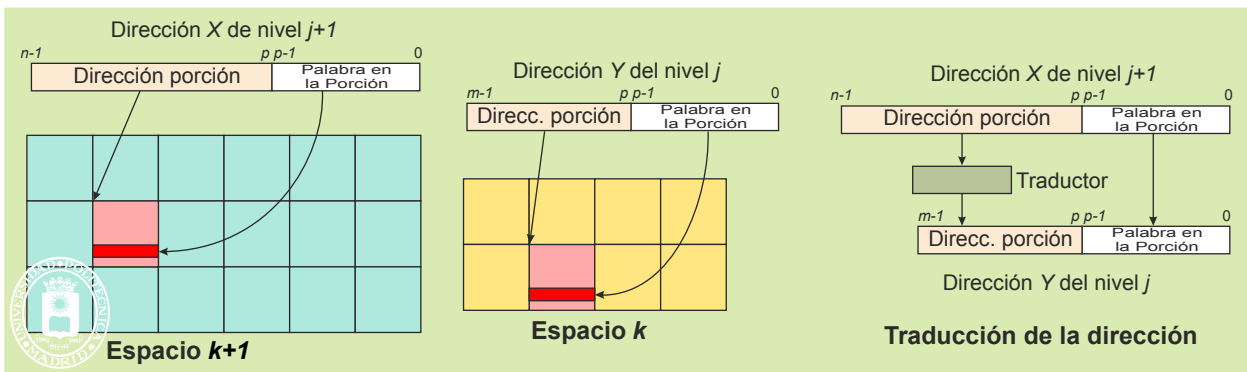 Dirección X de nivel j+1
n-1 p p-1 0
Dirección porción
Palabra en
la Porción
Espacio k+1
UNIVERSIDAD POLITÉCNICA
MADRID
Dirección Y del nivel j
m-1 p p-1 0
Direcc. porción
Palabra en
la Porción
Espacio k
Dirección X de nivel j+1
n-1 p p-1 0
Dirección porción
Palabra en
la Porción
Traductor
m-1 p p-1 0
Direcc. porción
Palabra en
la Porción
Dirección Y del nivel j
Traducción de la dirección